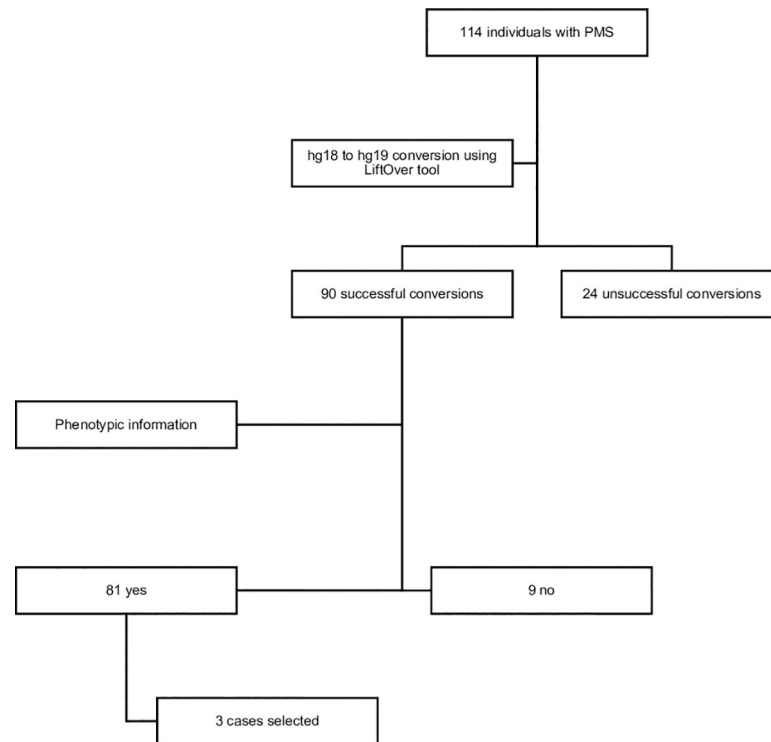 114 individuals with PMS
hg18 to hg19 conversion using
LiftOver tool
90 successful conversions
24 unsuccessful conversions
Phenotypic information
81 yes
9 no
3 cases selected